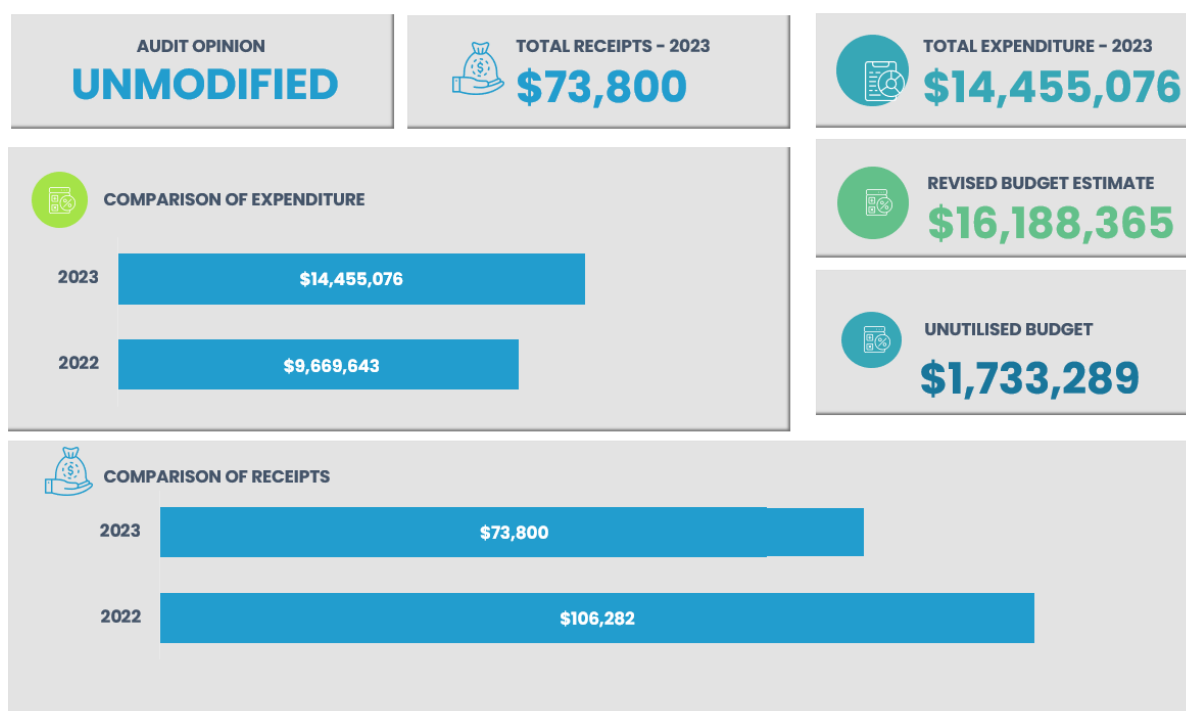 AUDIT OPINION
UNMODIFIED
TOTAL RECEIPTS - 2023
$73,800
TOTAL EXPENDITURE - 2023
$14,455,076
COMPARISON OF EXPENDITURE
2023
$14,455,076
2022
$9,669,643
REVISED BUDGET ESTIMATE
$16,188,365
UNUTILISED BUDGET
$1,733,289
COMPARISON OF RECEIPTS
2023
$73,800
2022
$106,282